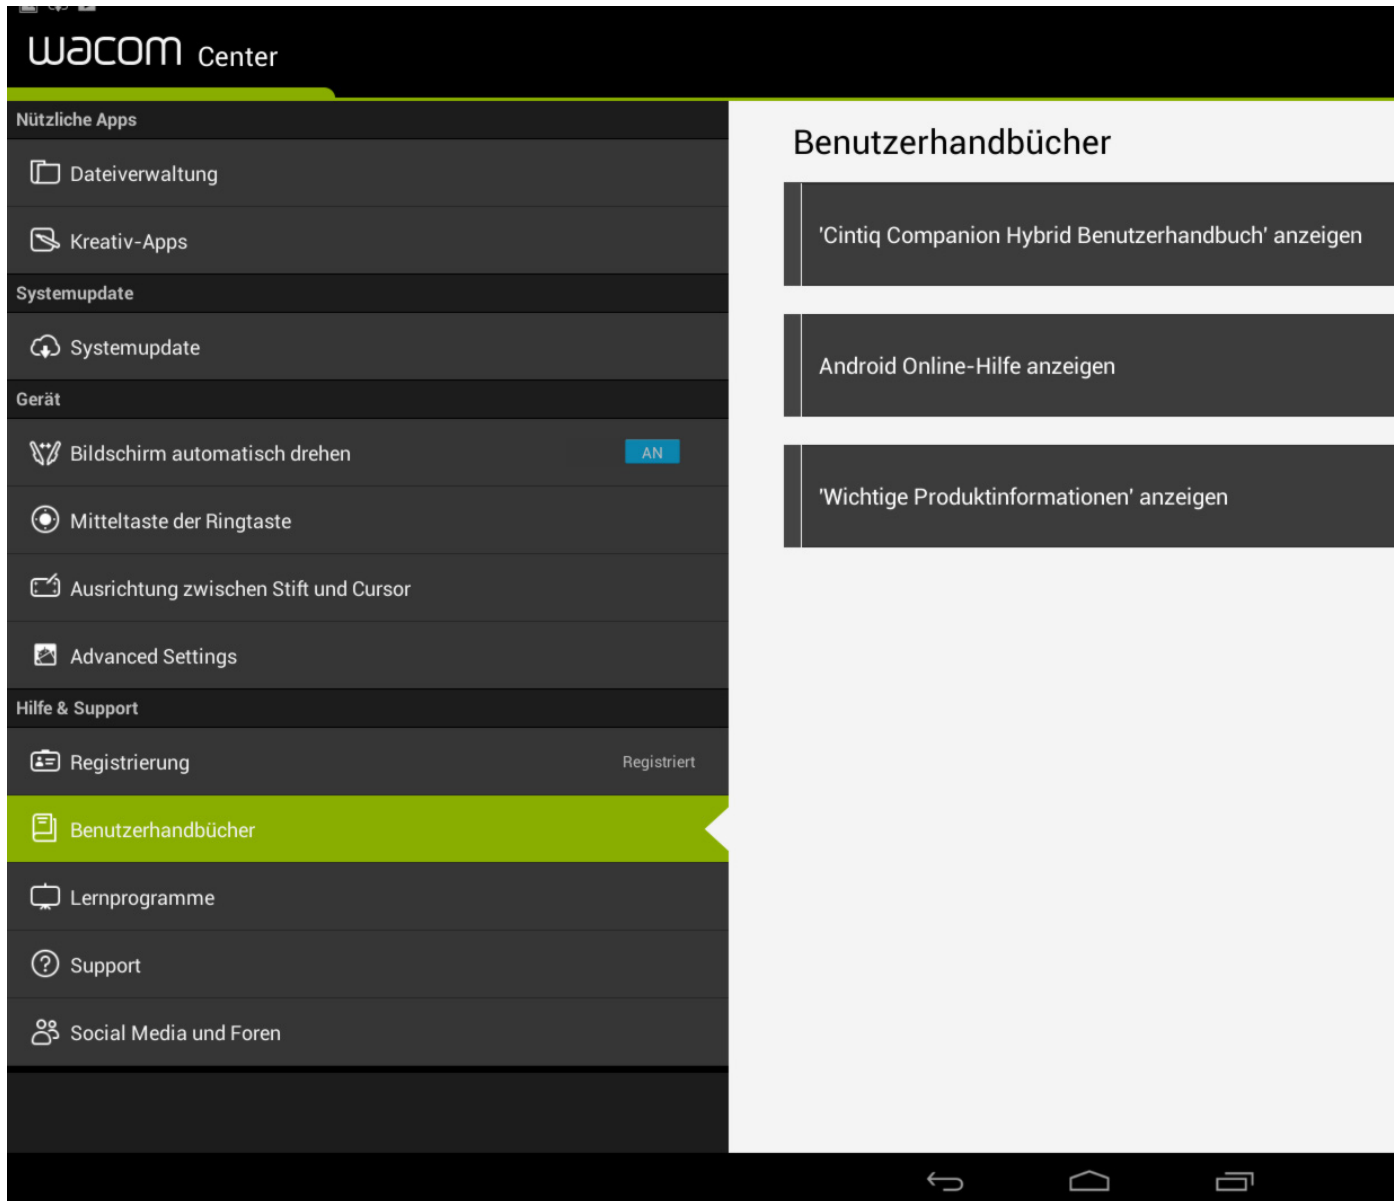 wacom Center
Nützliche Apps
Dateiverwaltung
Kreativ-Apps
Systemupdate
Systemupdate
Gerät
Bildschirm automatisch drehen AN
Mitteltaste der Ringtaste
Ausrichtung zwischen Stift und Cursor
Advanced Settings
Hilfe & Support
Registrierung Registriert
Benutzerhandbücher
Lernprogramme
Support
Social Media und Foren
Benutzerhandbücher
'Cintiq Companion Hybrid Benutzerhandbuch' anzeigen
Android Online-Hilfe anzeigen
'Wichtige Produktinformationen' anzeigen